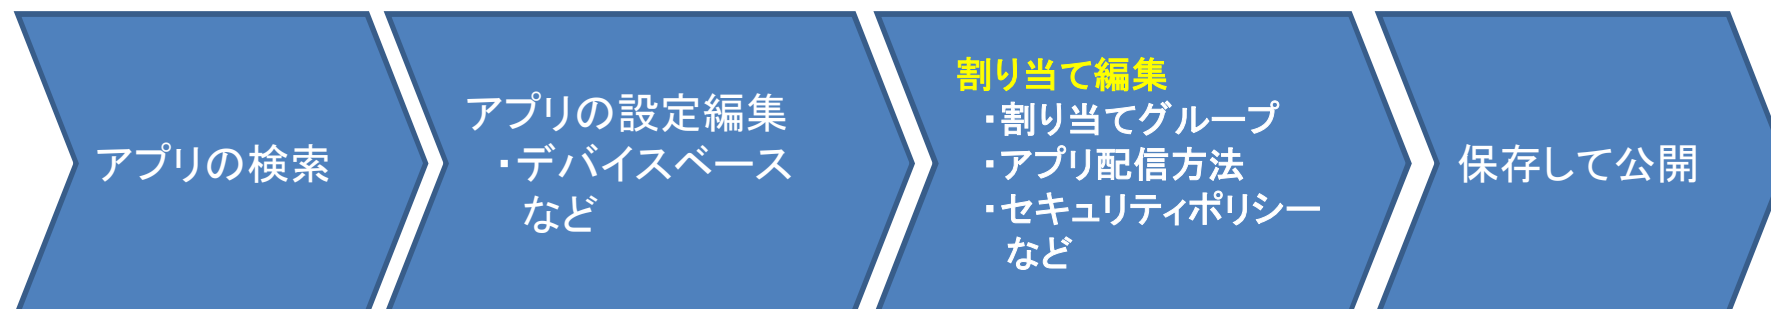 アプリの検索
アプリの設定編集
・デバイスベース
など
割り当て編集
・割り当てグループ
・アプリ配信方法
・セキュリティポリシー
など
保存して公開